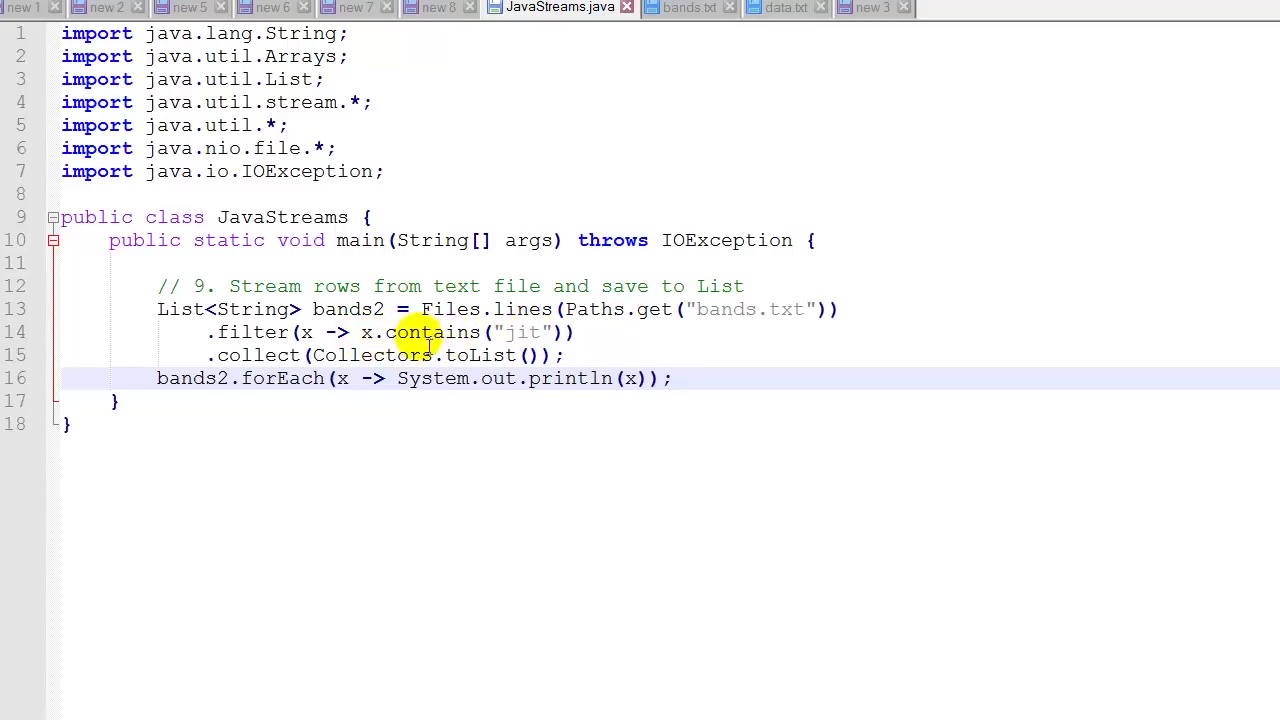 new 1 new 2 new 5 new 6 new 7 new 8 JavaStreams.java bands.txt data.txt new 3
1 import java.lang.String;
2 import java.util.Arrays;
3 import java.util.List;
4 import java.util.stream.*;
5 import java.util.*;
6 import java.nio.file.*;
7 import java.io.IOException;
8
9 public class JavaStreams {
10 public static void main(String[] args) throws IOException {
11
12 // 9. Stream rows from text file and save to List
13 List<String> bands2 = Files.lines(Paths.get("bands.txt"))
14 .filter(x -> x.contains("jit"))
15 .collect(Collectors.toList());
16 bands2.forEach(x -> System.out.println(x));
17 }
18 }